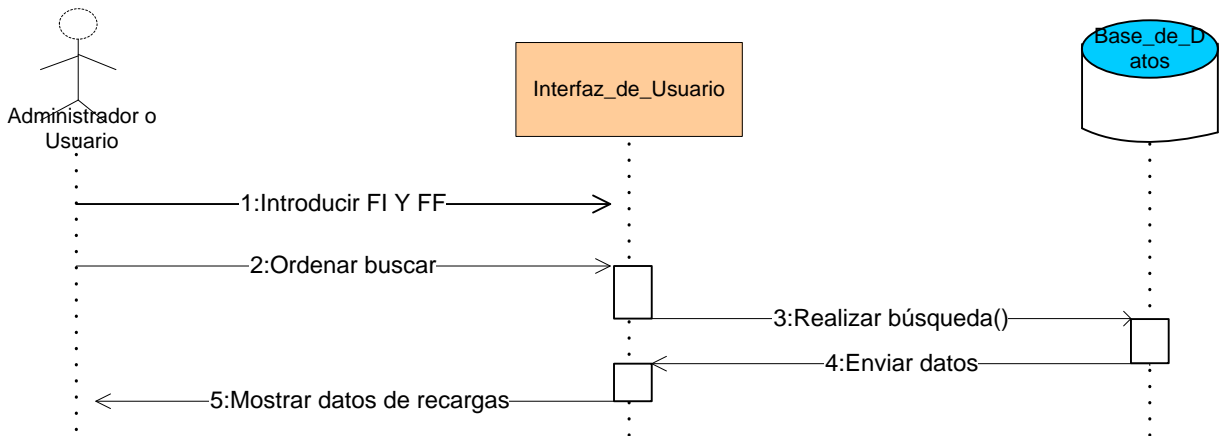 Administrador o
Usuario
Interfaz_de_Usuario
Base_de_D
atos
1:Introducir FI Y FF
2:Ordenar buscar
3:Realizar búsqueda()
4:Enviar datos
5:Mostrar datos de recargas